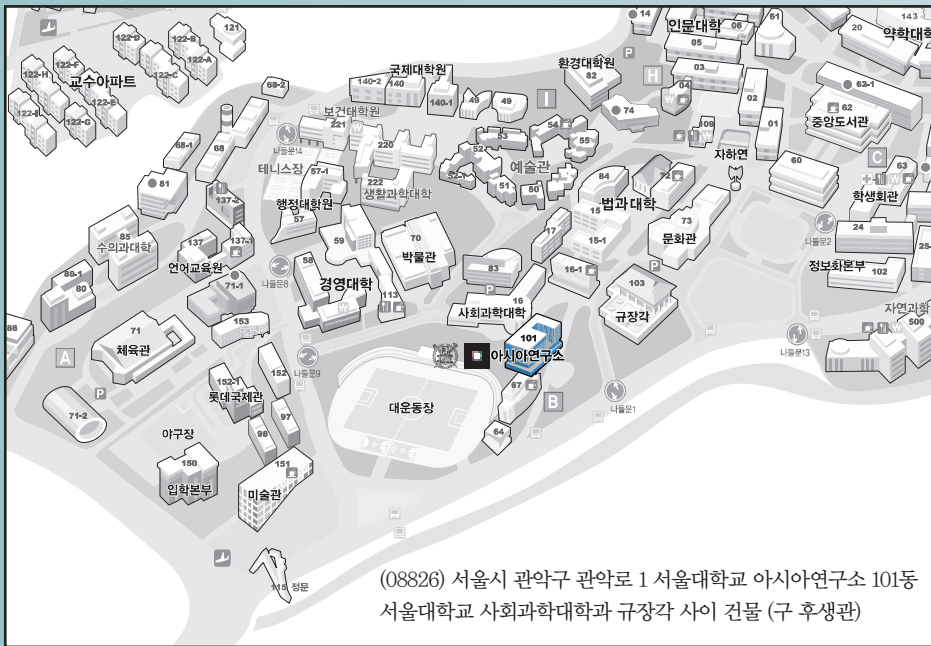 121
122-D
122-B
122-A
122-F
122-H
122-C
교수아파트
122-E
122-G
122-I
68-2
68-1
68
81
나들문14
테니스장
57-1
행정대학원
57
보건대학원
221
W
140-2
국제대학원
140
140-1
220
222
생활과학대학
49
49
I
53
54
52
예술관
55
51
50
환경대학원
82
P
74
H
W
14
인문대학
08
61
05
03
04
02
109
W
01
자하연
143
약학대학
20
62-1
62
중앙도서관
C
60
63
W
학생회관
나들문2
24
25-
정보화본부
102
자연과학
500
W
나들문13
84
법과대학
72
15
15-1
17
16-1
73
문화관
P
103
규장각
85
수의과대학
137-2
137
137-1
언어교육원
71-1
80-1
80
86
나들문8
58
59
경영대학
W
113
70
박물관
83
P
16
사회과학대학
101
아시아연구소
71
체육관
A
P
71-2
153
152
나들문9
152-1
롯데국제관
97
98
야구장
150
입학본부
151
미술관
대운동장
67
B
64
나들문1
115 정문
(08826) 서울시 관악구 관악로 1 서울대학교 아시아연구소 101동
서울대학교 사회과학대학과 규장각 사이 건물 (구 후생관)